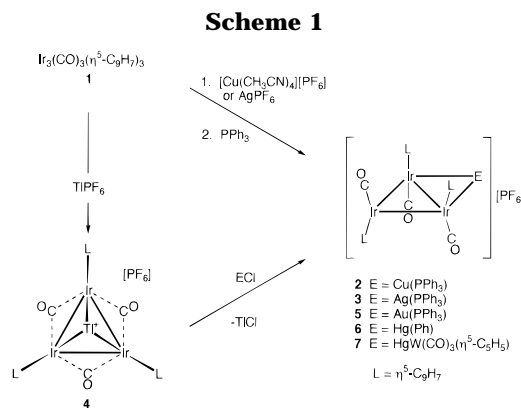 Scheme 1
Ir₃(CO)₃(η⁵-C₉H₇)₃
1
1. [Cu(CH₃CN)₄][PF₆]
or AgPF₆
2. PPh₃
TlPF₆
L
[PF₆]
Ir
O
C
C
O
Tl⁺
Ir
Ir
L
C
O
L
4
ECl
-TlCl
L
O
C
Ir
L
E
[PF₆
Ir
C
O
Ir
L
C
O
2 E = Cu(PPh₃)
3 E = Ag(PPh₃)
5 E = Au(PPh₃)
6 E = Hg(Ph)
7 E = HgW(CO)₃(η⁵-C₅H₅)
L = η⁵-C₉H₇